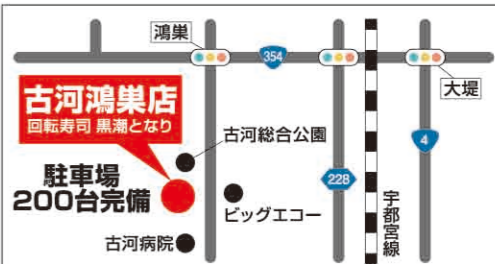 鴻巣
354
大堤
古河鴻巣店
回転寿司 黒潮となり
古河総合公園
4
駐車場
200台完備
228
ビッグエコー
宇都宮線
古河病院